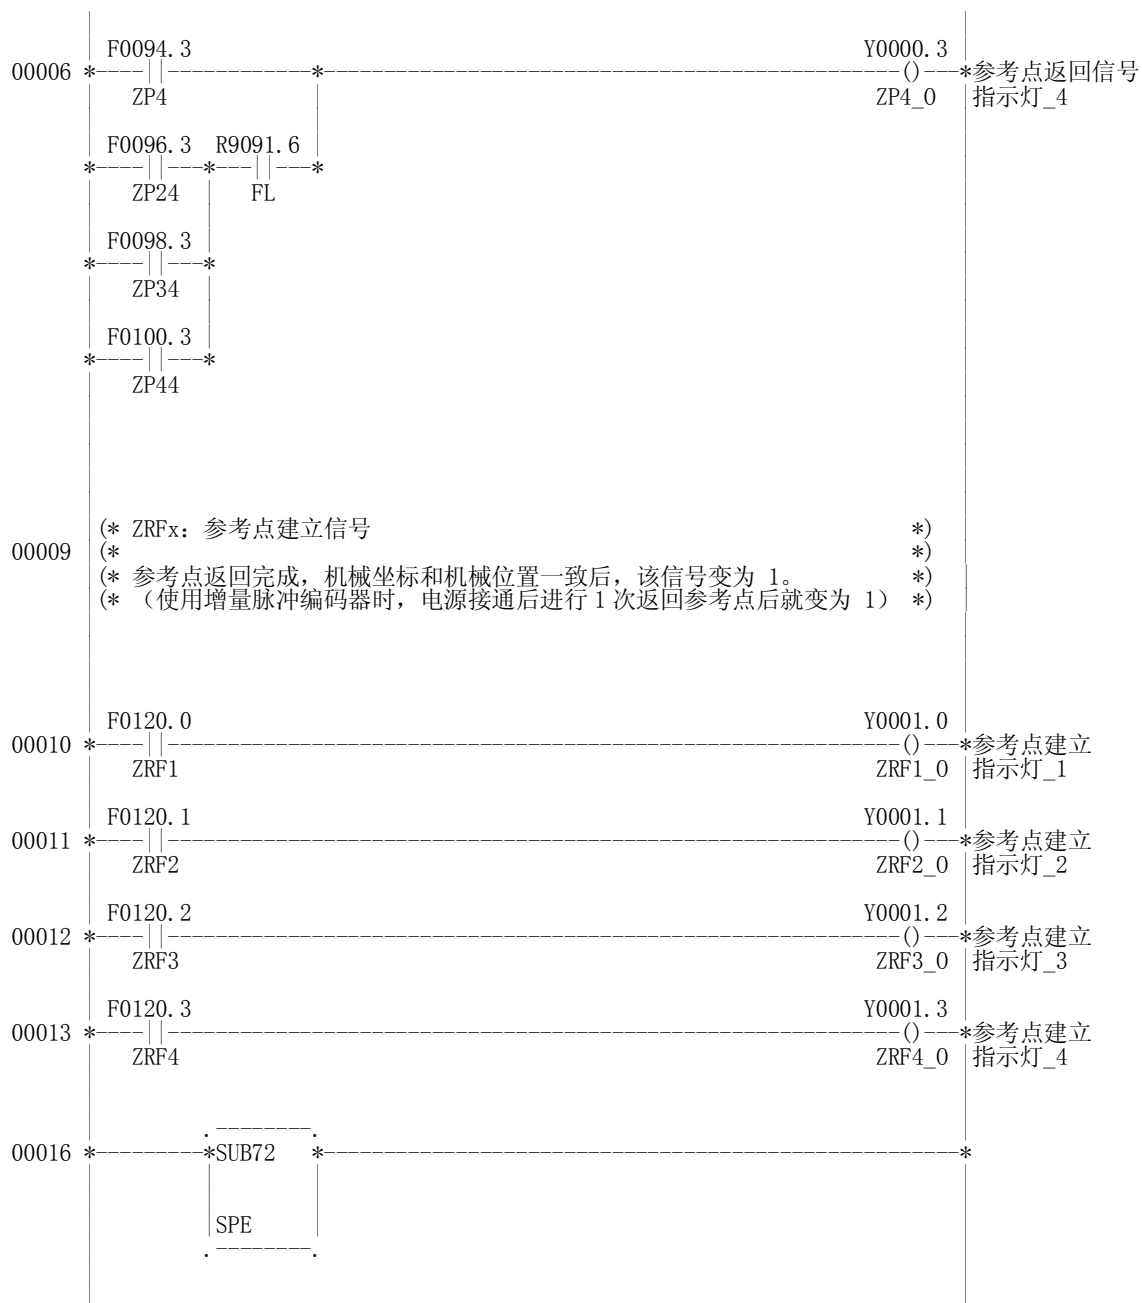 F0094.3 Y0000.3
00006 *----||------------*------------------------------------------------()---*参考点返回信号
ZP4 ZP4_O 指示灯_4
F0096.3 R9091.6
*----||---*---||---*
ZP24 FL
F0098.3
*----||---*
ZP34
F0100.3
*----||---*
ZP44
(* ZRFx：参考点建立信号 *)
00009 (* *)
(* 参考点返回完成，机械坐标和机械位置一致后，该信号变为 1。 *)
(* （使用增量脉冲编码器时，电源接通后进行1次返回参考点后就变为 1） *)
F0120.0 Y0001.0
00010 *----||-------------------------------------------------------------()---*参考点建立
ZRF1 ZRF1_O 指示灯_1
F0120.1 Y0001.1
00011 *----||-------------------------------------------------------------()---*参考点建立
ZRF2 ZRF2_O 指示灯_2
F0120.2 Y0001.2
00012 *----||-------------------------------------------------------------()---*参考点建立
ZRF3 ZRF3_O 指示灯_3
F0120.3 Y0001.3
00013 *----||-------------------------------------------------------------()---*参考点建立
ZRF4 ZRF4_O 指示灯_4
.--------.
00016 *---------*SUB72 *-----------------------------------------------------*
SPE
.--------.